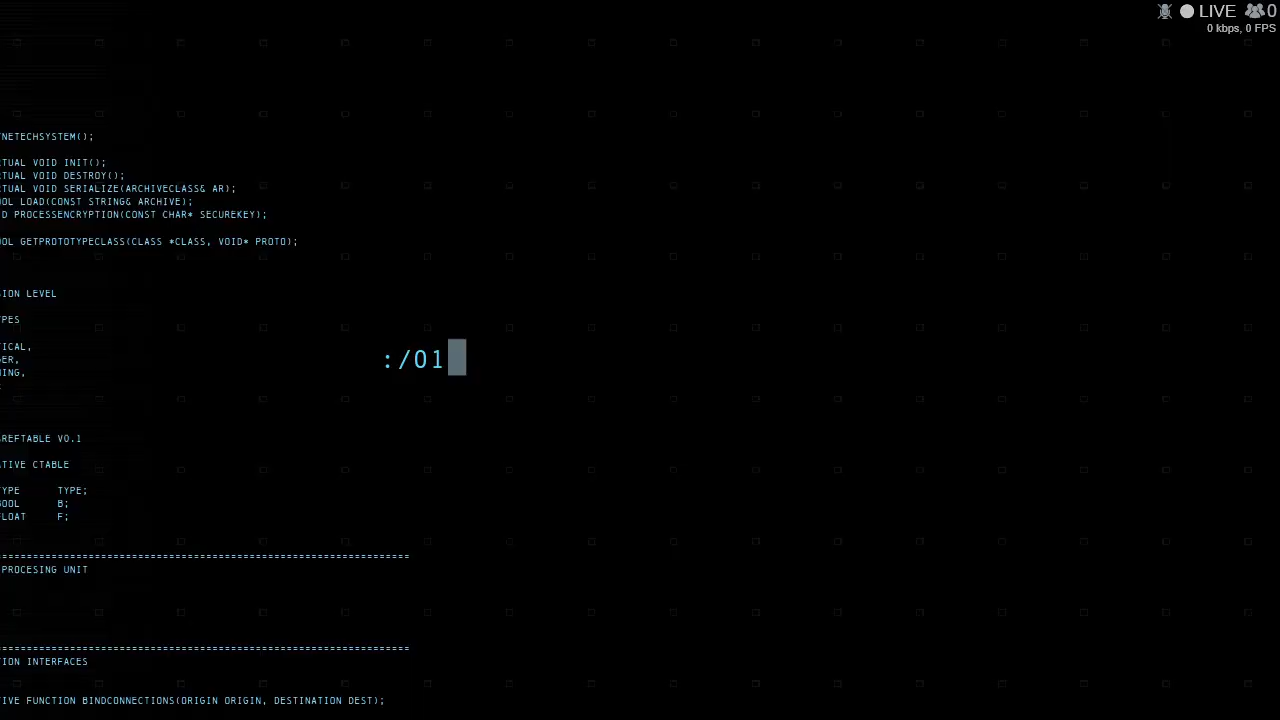 LIVE 0
0 kbps, 0 FPS
NETECHSYSTEM();
TUAL VOID INIT();
TUAL VOID DESTROY();
TUAL VOID SERIALIZE(ARCHIVECLASS& AR);
OOL LOAD(CONST STRING& ARCHIVE);
D PROCESSENCRYPTION(CONST CHAR* SECUREKEY);
OOL GETPROTOTYPECLASS(CLASS *CLASS, VOID* PROTO);
ION LEVEL
PES
ICAL,
:/01
ER,
ING,
REFTABLE V0.1
TIVE CTABLE
YPE TYPE;
OOL B;
LOAT F;
==================================================================
PROCESING UNIT
==================================================================
ION INTERFACES
IVE FUNCTION BINDCONNECTIONS(ORIGIN ORIGIN, DESTINATION DEST);